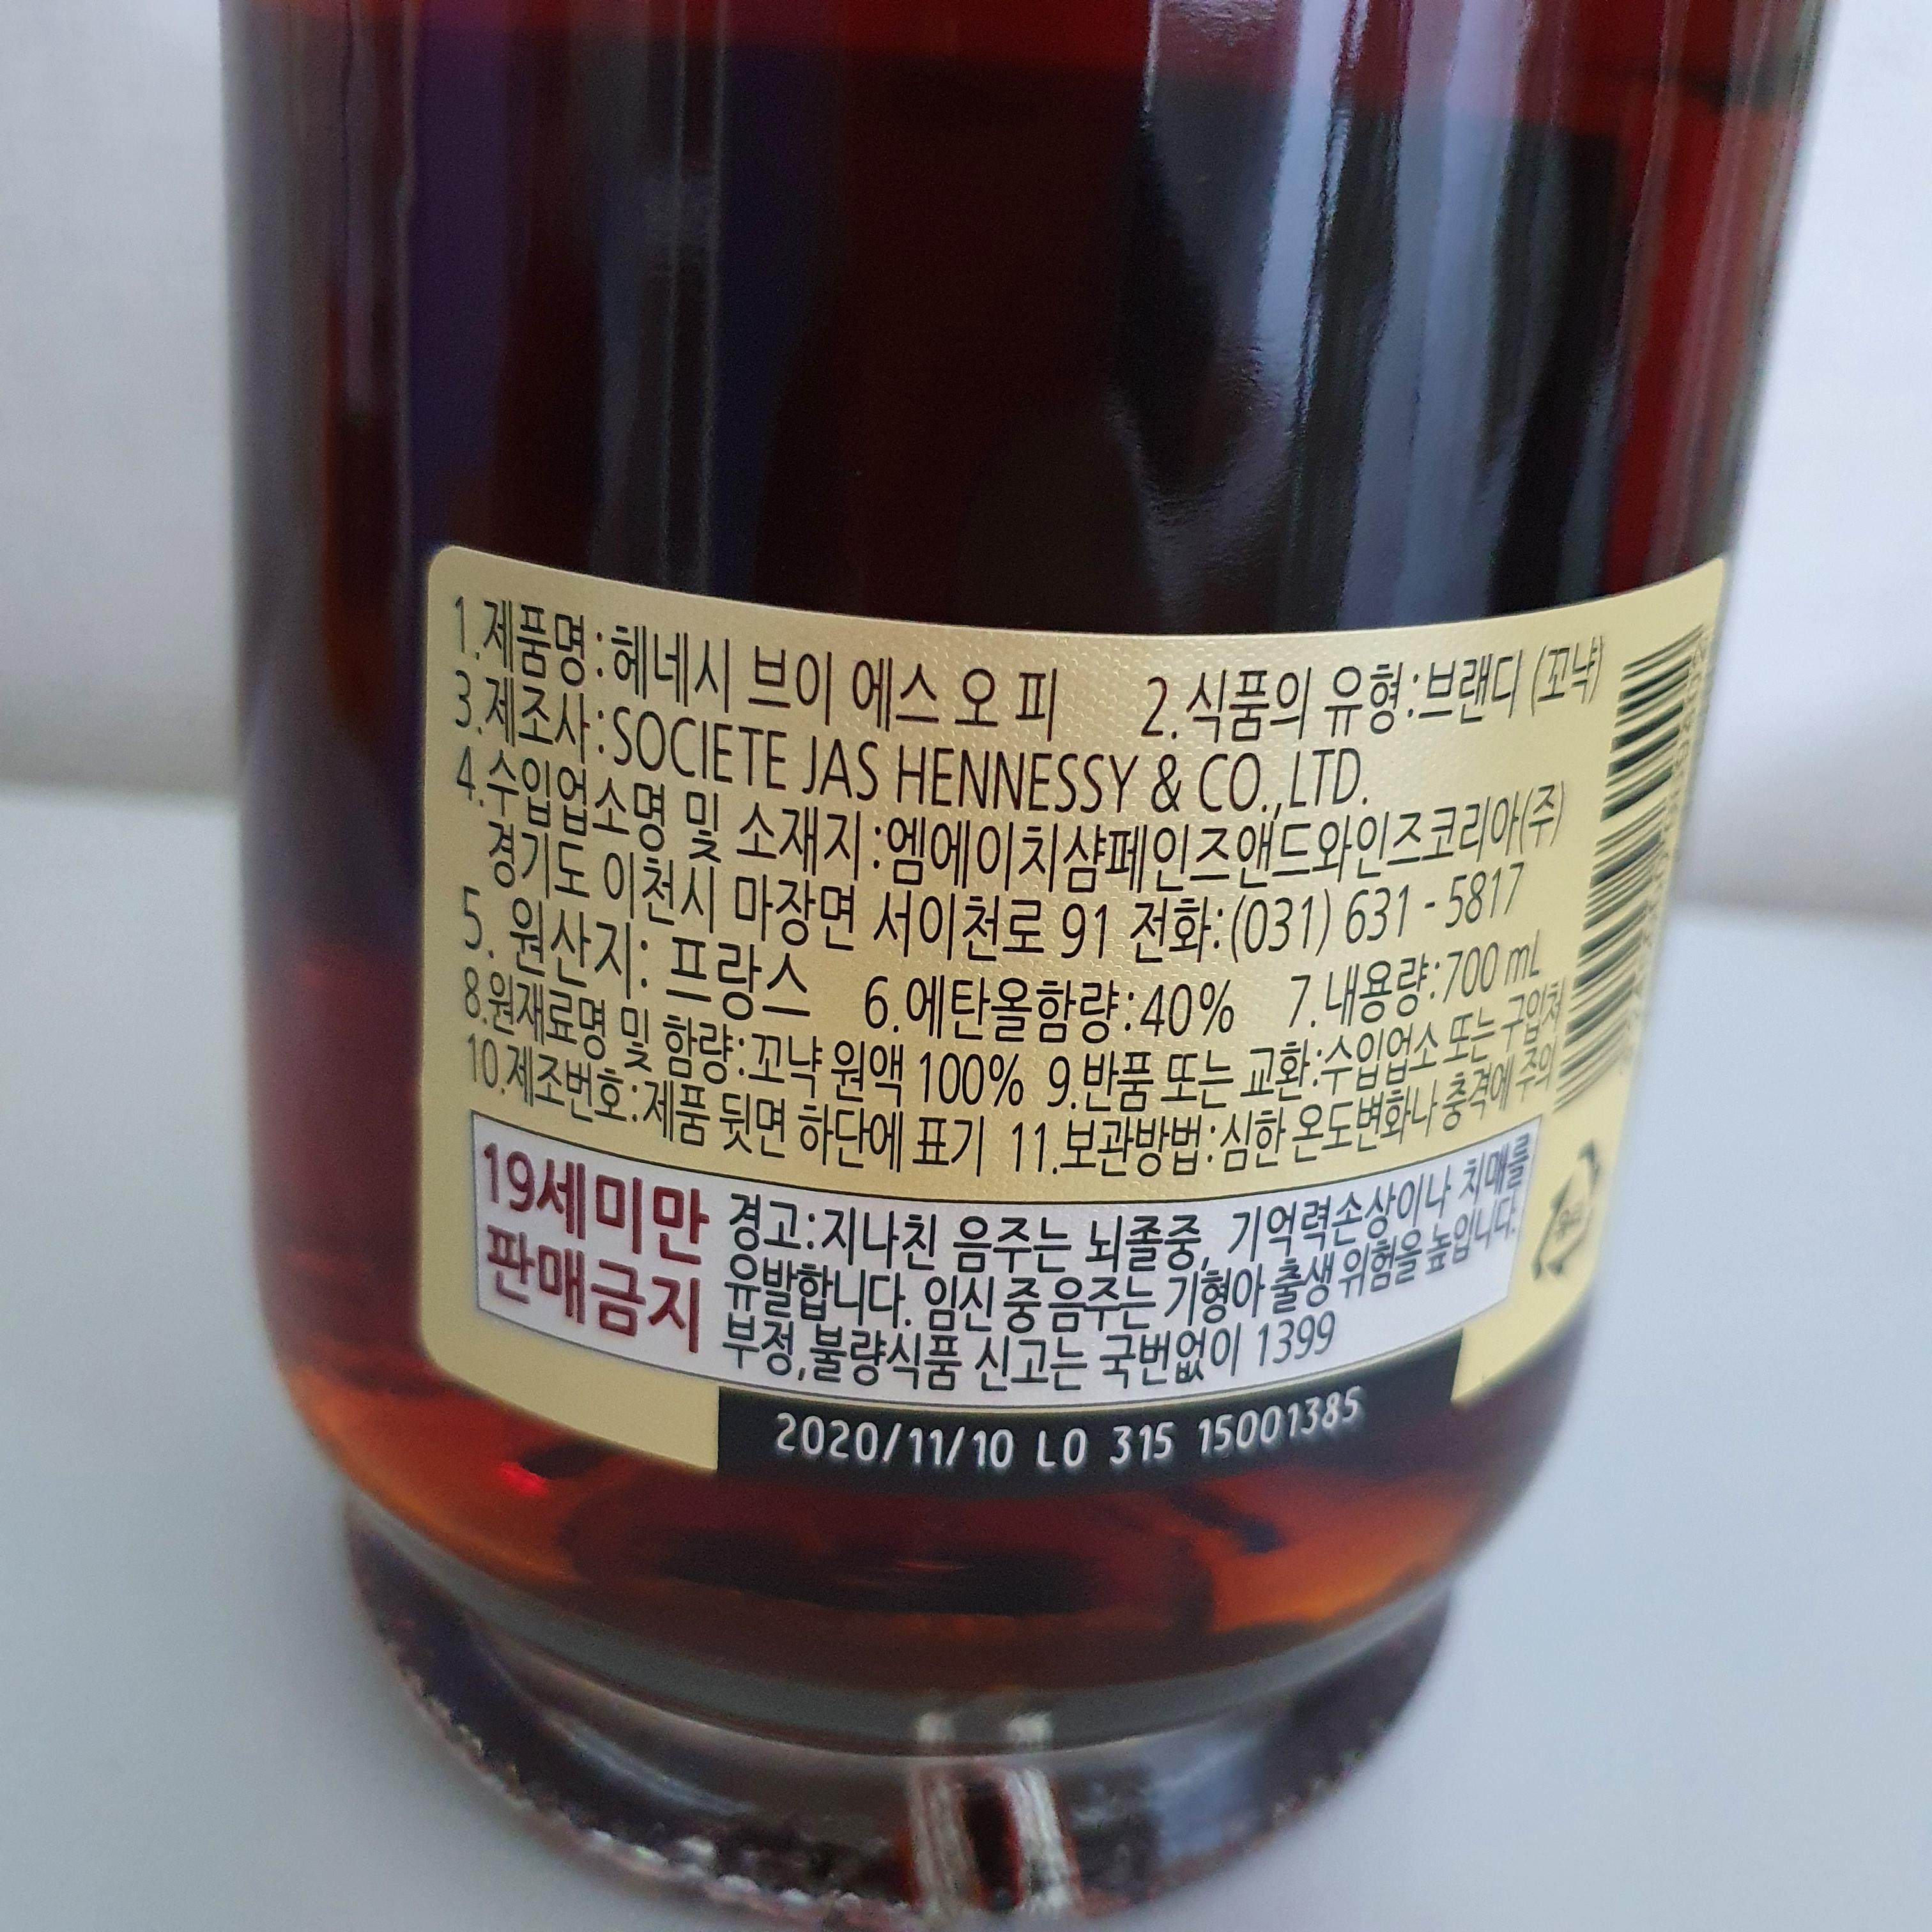 1.제품명:헤네시 브이 에스 오 피 2.식품의 유형:브랜디 (꼬냑)
3.제조사:SOCIETE JAS HENNESSY & CO.,LTD.
4.수입업소명 및 소재지:엠에이치샴페인즈앤드와인즈코리아(주)
경기도 이천시 마장면 서이천로 91 전화:(031) 631 - 5817
5. 원산지: 프랑스 6.에탄올함량:40% 7.내용량:700 mL
8.원재료명 및 함량:꼬냑 원액 100% 9.반품 또는 교환:수입업소 또는 구입처
10.제조번호:제품 뒷면 하단에 표기 11.보관방법:심한 온도변화나 충격에 주의
19세미만
판매금지
경고:지나친 음주는 뇌졸중, 기억력손상이나 치매를
유발합니다. 임신 중 음주는 기형아 출생 위험을 높입니다.
부정,불량식품 신고는 국번없이 1399
유리
2020/11/10 L0 315 15001385